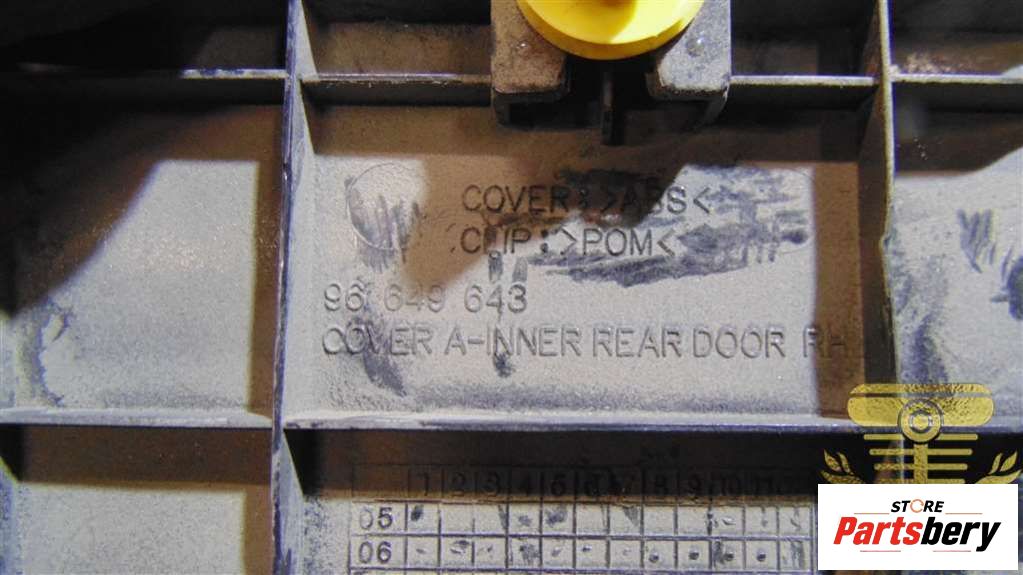 COVER:>ABS<
CLIP:>POM<
96 649 643
COVER A-INNER REAR DOOR RH
1 2 3 4 5 6 7 8 9 10 11
05
06
STORE
Partsbery